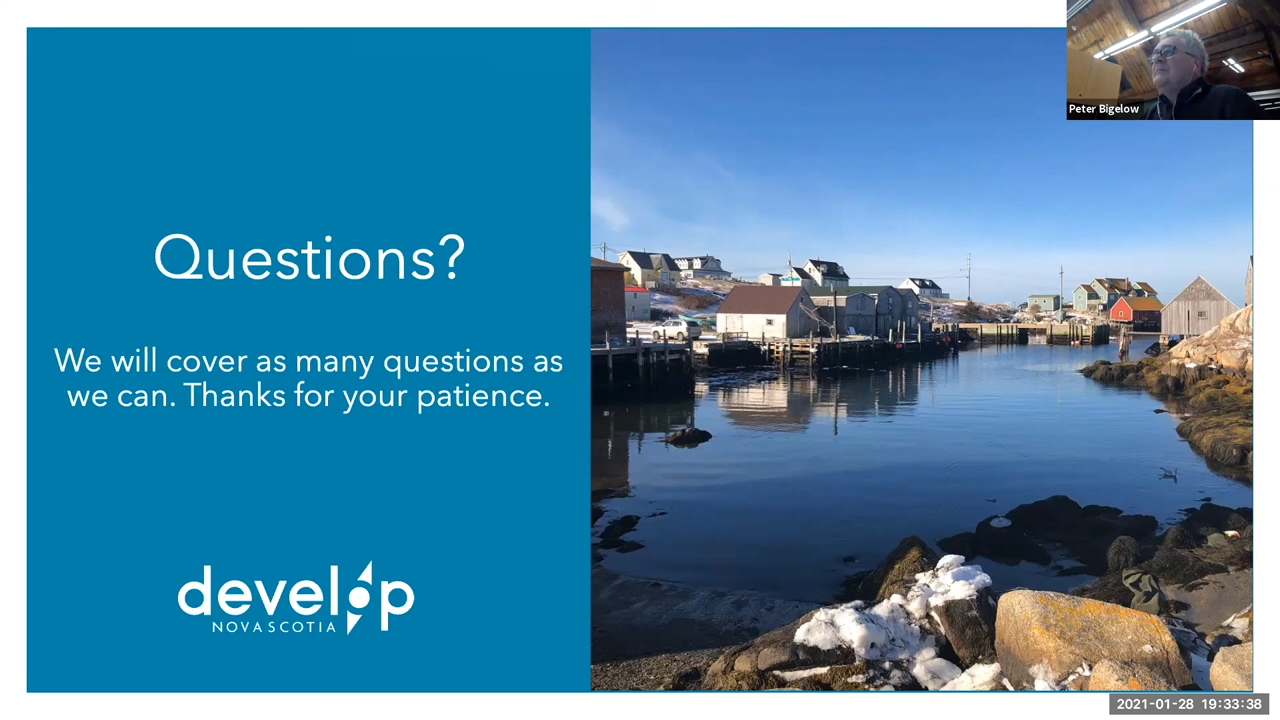 Peter Bigelow
Questions?
We will cover as many questions as
we can. Thanks for your patience.
develop
NOVA SCOTIA
2021-01-28 19:33:38